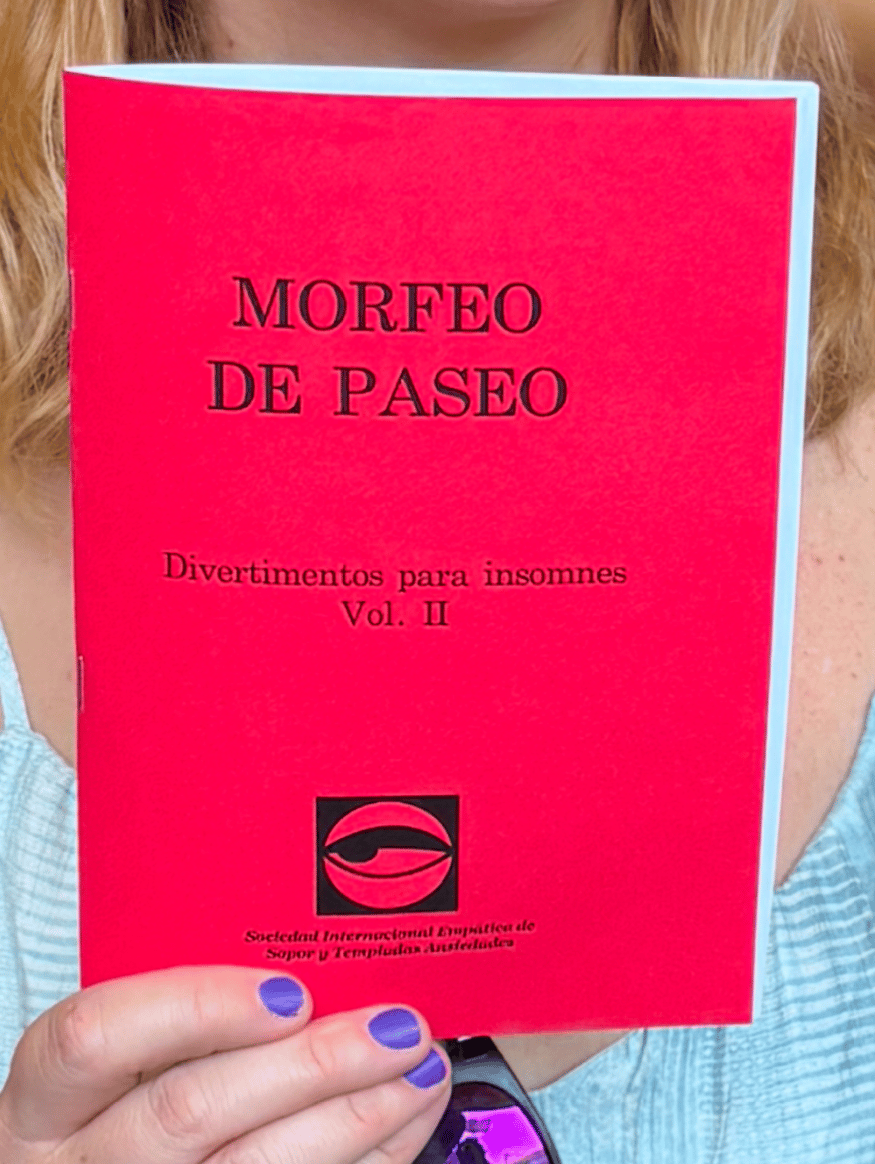 MORFEO
DE PASEO
Divertimentos para insomnes
Vol. II
Sociedad Internacional Empática de
Sopor y Templadas Ansiedades